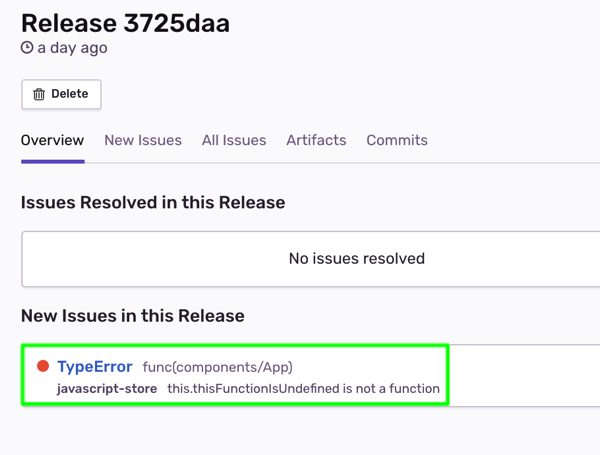 Release 3725daa
a day ago
Delete
Overview New Issues All Issues Artifacts Commits
Issues Resolved in this Release
No issues resolved
New Issues in this Release
TypeError func(components/App)
javascript-store this.thisFunctionIsUndefined is not a function